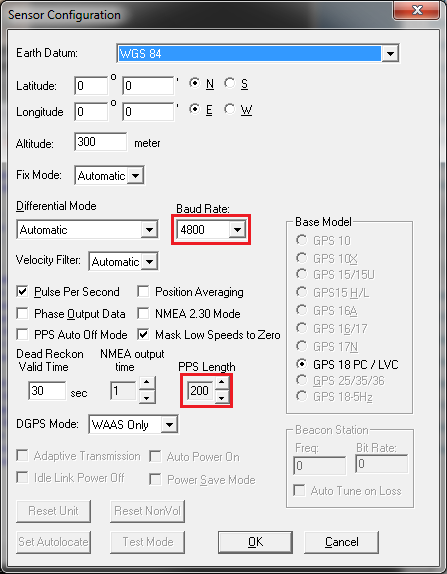 Sensor Configuration
Earth Datum: WGS 84
Latitude: 0 o 0 ' N S
Longitude 0 o 0 ' E W
Altitude: 300 meter
Fix Mode: Automatic
Differential Mode Baud Rate:
Automatic 4800
Velocity Filter: Automatic
Pulse Per Second Position Averaging
Phase Output Data NMEA 2.30 Mode
PPS Auto Off Mode Mask Low Speeds to Zero
Dead Reckon NMEA output PPS Length
Valid Time time
30 sec 1 200
DGPS Mode: WAAS Only
Adaptive Transmission Auto Power On
Idle Link Power Off Power Save Mode
Reset Unit Reset NonVol
Set Autolocate Test Mode OK Cancel
Base Model
GPS 10
GPS 10X
GPS 15/15U
GPS15 H/L
GPS 16A
GPS 16/17
GPS 17N
GPS 18 PC / LVC
GPS 25/35/36
GPS 18-5Hz
Beacon Station
Freq: Bit Rate:
0 0
Auto Tune on Loss